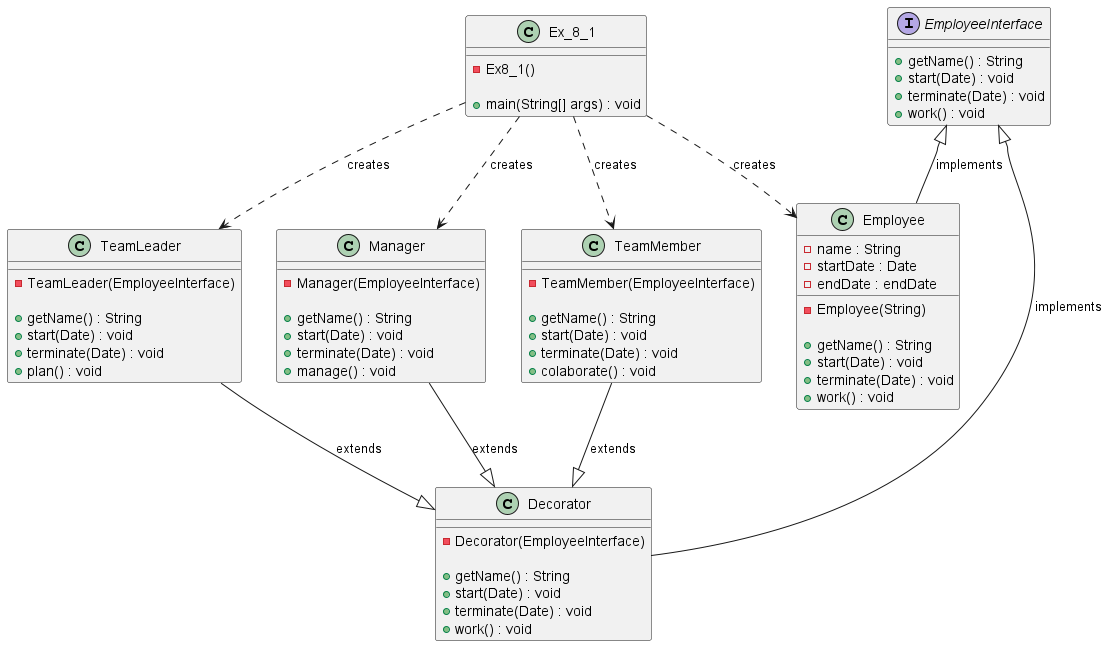 Ex_8_1
Ex8_1()
main(String[] args) : void
EmployeeInterface
getName() : String
start(Date) : void
terminate(Date) : void
work() : void
creates
creates
creates
creates
implements
TeamLeader
TeamLeader(EmployeeInterface)
getName() : String
start(Date) : void
terminate(Date) : void
plan() : void
Manager
Manager(EmployeeInterface)
getName() : String
start(Date) : void
terminate(Date) : void
manage() : void
TeamMember
TeamMember(EmployeeInterface)
getName() : String
start(Date) : void
terminate(Date) : void
colaborate() : void
Employee
name : String
startDate : Date
endDate : endDate
Employee(String)
getName() : String
start(Date) : void
terminate(Date) : void
work() : void
implements
extends
extends
extends
Decorator
Decorator(EmployeeInterface)
getName() : String
start(Date) : void
terminate(Date) : void
work() : void